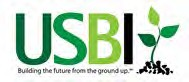 USBI
Building the future from the ground up.™